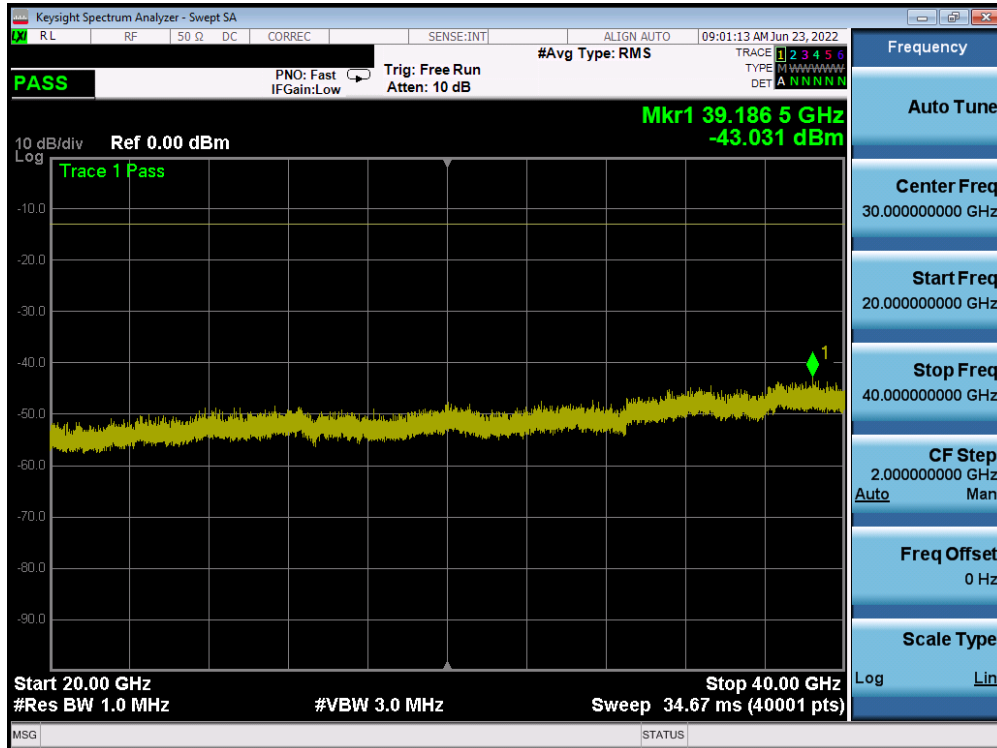 Keysight Spectrum Analyzer - Swept SA
LXI RL RF 50 Ω DC CORREC SENSE:INT ALIGN AUTO 09:01:13 AM Jun 23, 2022
Frequency
#Avg Type: RMS
TRACE 1 2 3 4 5 6
TYPE M W W W W W
DET A N N N N N
PASS
PNO: Fast
IFGain:Low
Trig: Free Run
Atten: 10 dB
Mkr1 39.186 5 GHz
-43.031 dBm
10 dB/div
Log
Ref 0.00 dBm
Trace 1 Pass
-10.0
-20.0
-30.0
-40.0
-50.0
-60.0
-70.0
-80.0
-90.0
1
Start 20.00 GHz
Stop 40.00 GHz
#Res BW 1.0 MHz
#VBW 3.0 MHz
Sweep 34.67 ms (40001 pts)
MSG
STATUS
Auto Tune
Center Freq
30.000000000 GHz
Start Freq
20.000000000 GHz
Stop Freq
40.000000000 GHz
CF Step
2.000000000 GHz
Auto Man
Freq Offset
0 Hz
Scale Type
Log Lin